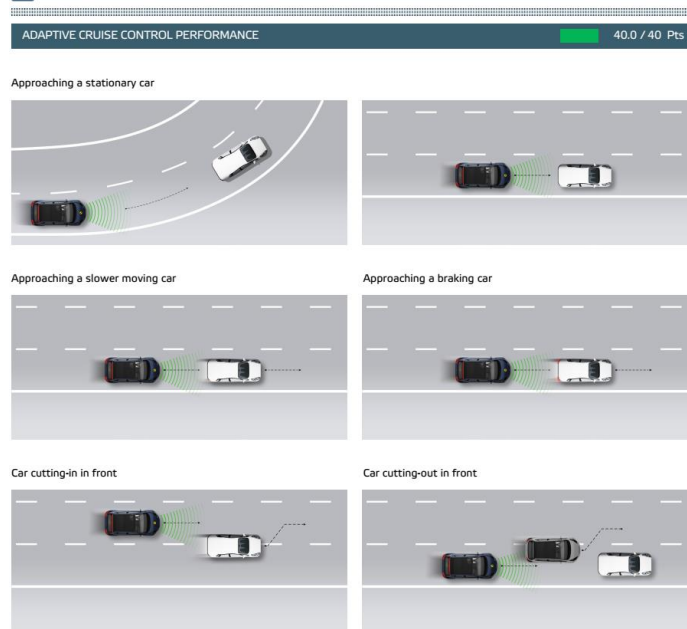 ADAPTIVE CRUISE CONTROL PERFORMANCE 40.0 / 40 Pts
Approaching a stationary car
Approaching a slower moving car
Approaching a braking car
Car cutting-in in front
Car cutting-out in front